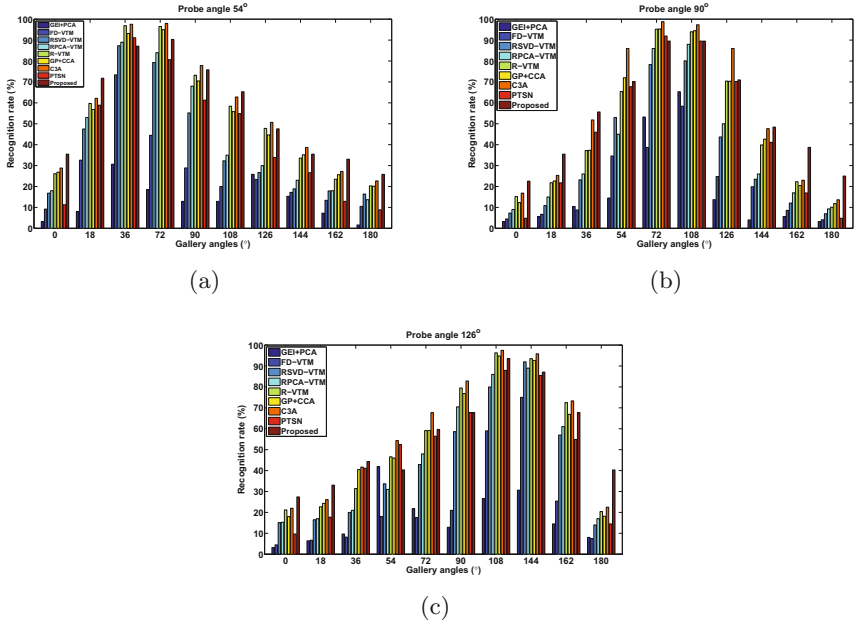 Probe angle 54°
Recognition rate (%)
100
90
80
70
60
50
40
30
20
10
0
GEI+PCA
FD−VTM
RSVD−VTM
RPCA−VTM
R−VTM
GP+CCA
C3A
PTSN
Proposed
0 18 36 72 90 108 126 144 162 180
Gallery angles (°)
(a)
Probe angle 90°
Recognition rate (%)
100
90
80
70
60
50
40
30
20
10
0
GEI+PCA
FD−VTM
RSVD−VTM
RPCA−VTM
R−VTM
GP+CCA
C3A
PTSN
Proposed
0 18 36 54 72 108 126 144 162 180
Gallery angles (°)
(b)
Probe angle 126°
Recognition rate (%)
100
90
80
70
60
50
40
30
20
10
0
GEI+PCA
FD−VTM
RSVD−VTM
RPCA−VTM
R−VTM
GP+CCA
C3A
PTSN
Proposed
0 18 36 54 72 90 108 144 162 180
Gallery angles (°)
(c)